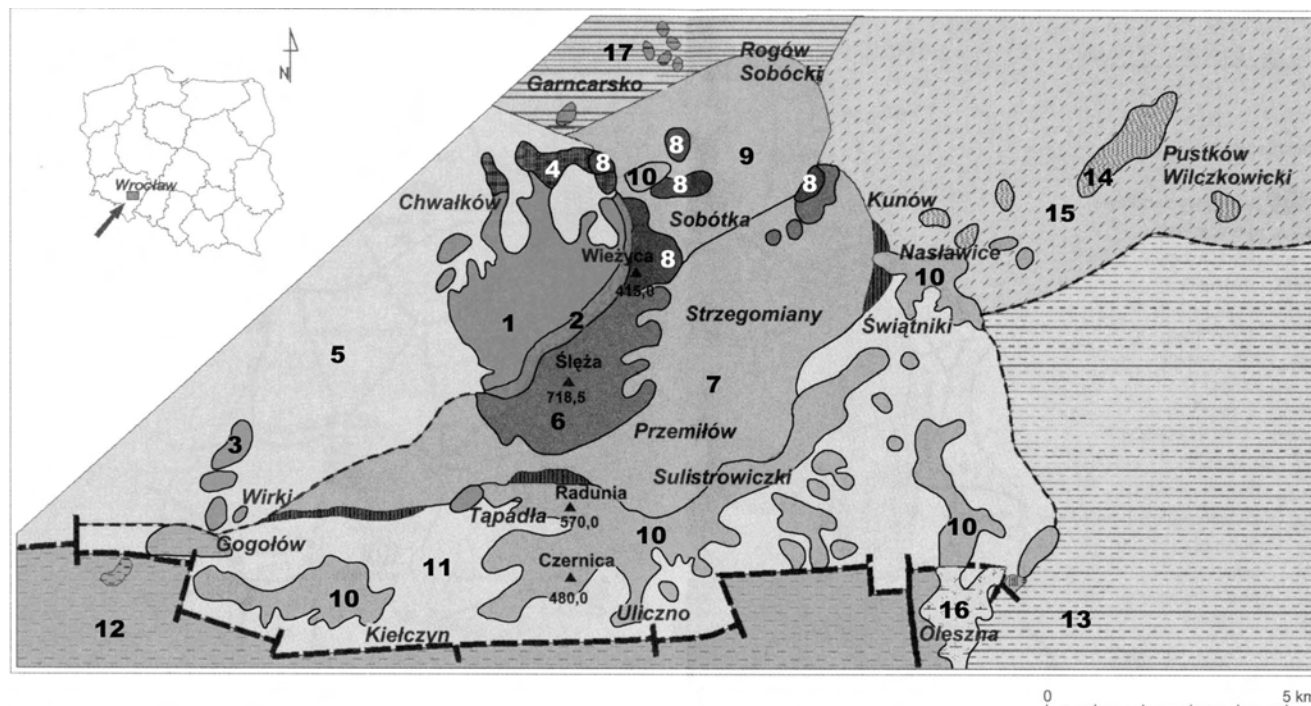 N
Wrocław
17
Garncarsko
Rogów
Sobócki
8
9
4
8
10
8
8
14
Pustków
Wilczkowicki
Chwałków
Sobótka
Kunów
15
Wieżyca
8
415,0
Nasławice
10
1
2
Strzegomiany
Świątniki
5
Ślęża
718,5
7
6
3
Przemiłów
Sulistrowiczki
Wirki
Radunia
570,0
Tąpadła
10
10
Gogołów
11
Czernica
480,0
10
Uliczno
16
12
Kiełczyn
Oleszna
13
0
5 km